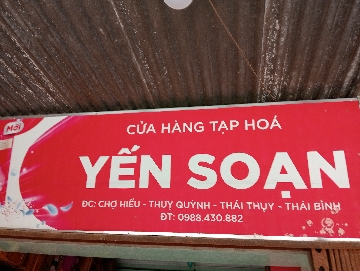 Mới
CỬA HÀNG TẠP HOÁ
YẾN SOẠN
ĐC: CHỢ HIẾU - THUỴ QUỲNH - THÁI THỤY - THÁI BÌNH
ĐT: 0988.430.882